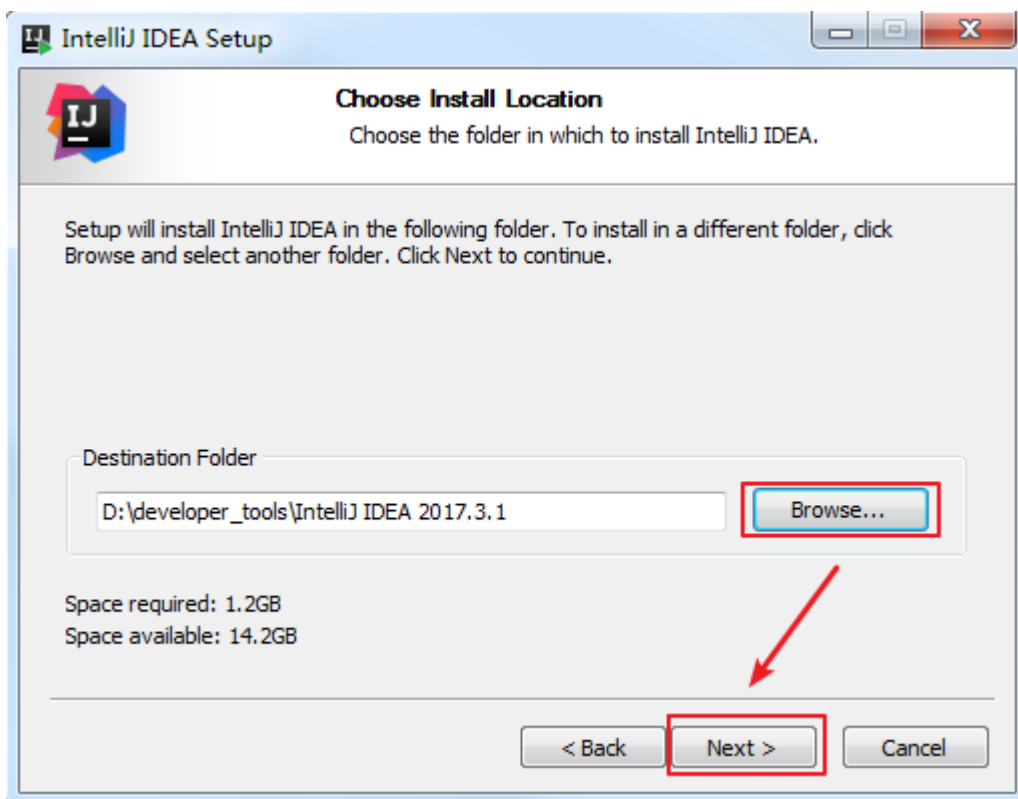 IntelliJ IDEA Setup
IJ
Choose Install Location
Choose the folder in which to install IntelliJ IDEA.
Setup will install IntelliJ IDEA in the following folder. To install in a different folder, click
Browse and select another folder. Click Next to continue.
Destination Folder
D:\developer_tools\IntelliJ IDEA 2017.3.1
Browse...
Space required: 1.2GB
Space available: 14.2GB
< Back
Next >
Cancel